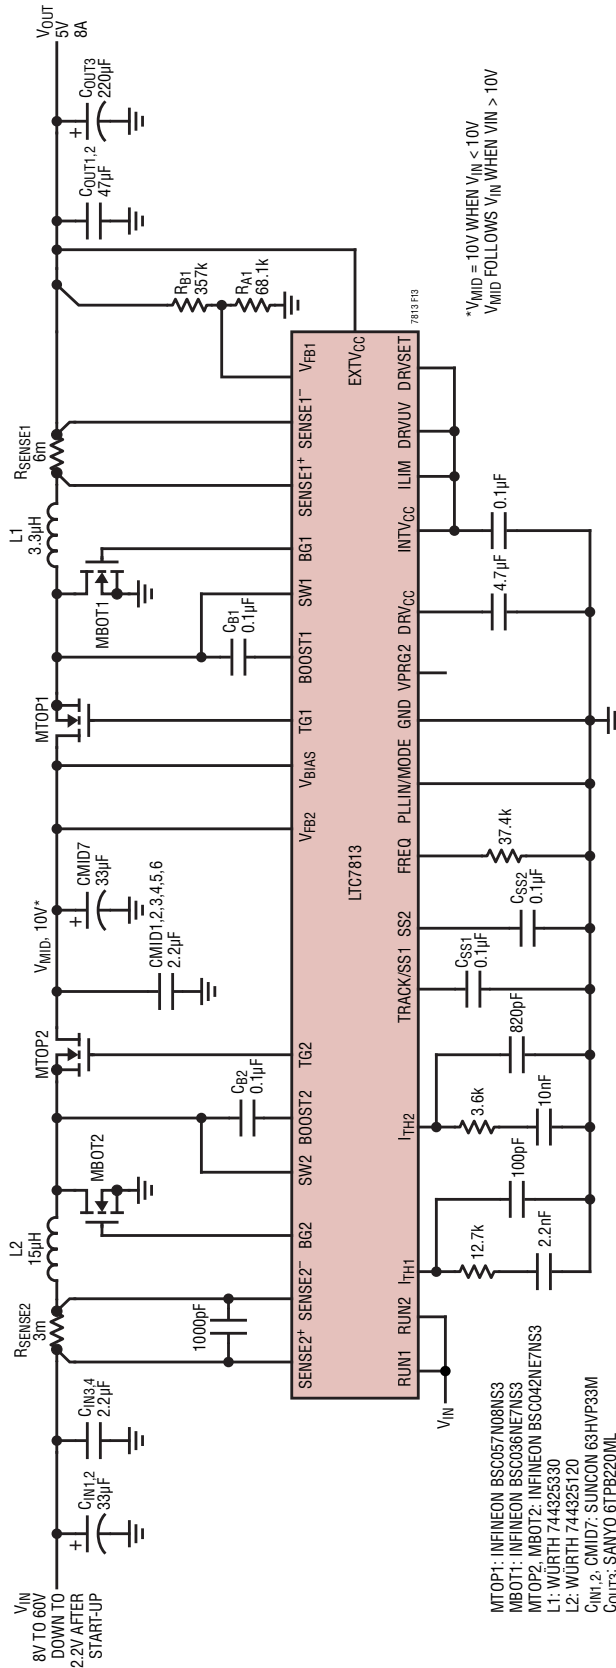 VIN
8V TO 60V
DOWN TO
2.2V AFTER
START-UP
CIN1,2
33µF
+
CIN3,4
2.2µF
RSENSE2
3m
L2
15µH
MBOT2
MTOP2
VMID, 10V*
CMID7
33µF
+
CMID1,2,3,4,5,6
2.2µF
MTOP1
MBOT1
L1
3.3µH
RSENSE1
6m
RB1
357k
RA1
68.1k
COUT1,2
47µF
COUT3
220µF
+
VOUT
5V
8A
1000pF
CB2
0.1µF
CB1
0.1µF
SENSE2+
SENSE2–
BG2
SW2
BOOST2
TG2
VFB2
VBIAS
TG1
BOOST1
SW1
BG1
SENSE1+
SENSE1–
VFB1
EXTVCC
LTC7813
RUN1
RUN2
ITH1
ITH2
TRACK/SS1
SS2
FREQ
PLLIN/MODE
GND
VPRG2
DRVCC
INTVCC
ILIM
DRVUV
DRVSET
7813 F13
VIN
12.7k
2.2nF
100pF
3.6k
10nF
820pF
CSS1
0.1µF
CSS2
0.1µF
37.4k
4.7µF
0.1µF
*VMID = 10V WHEN VIN < 10V
VMID FOLLOWS VIN WHEN VIN > 10V
MTOP1: INFINEON BSC057N08NS3
MBOT1: INFINEON BSC036NE7NS3
MTOP2, MBOT2: INFINEON BSC042NE7NS3
L1: WÜRTH 744325330
L2: WÜRTH 744325120
CIN1,2, CMID7: SUNCON 63HVP33M
COUT3: SANYO 6TPB220ML